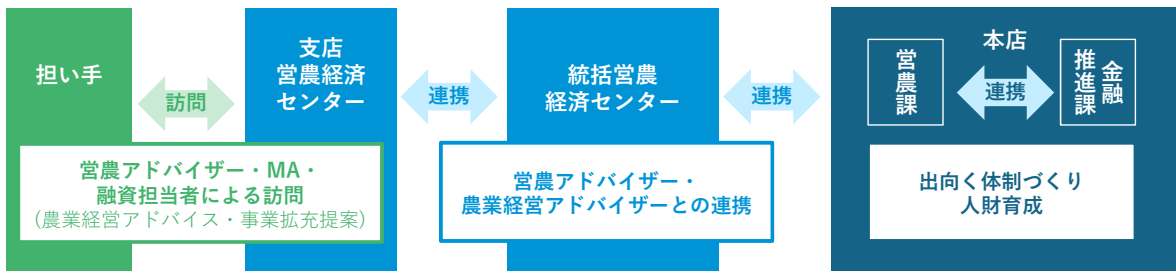 担い手
訪問
支店
営農経済
センター
連携
統括営農
経済センター
連携
本店
営農課
連携
金融
推進課
営農アドバイザー・MA・
融資担当者による訪問
（農業経営アドバイス・事業拡充提案）
営農アドバイザー・
農業経営アドバイザーとの連携
出向く体制づくり
人財育成